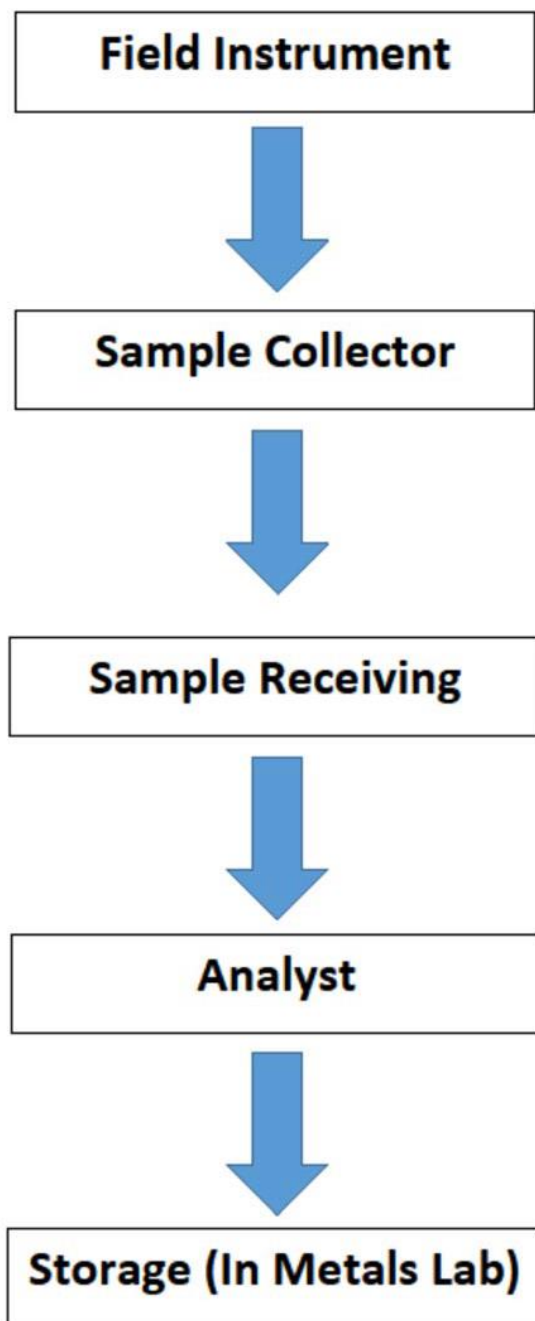 Field Instrument
Sample Collector
Sample Receiving
Analyst
Storage (In Metals Lab)